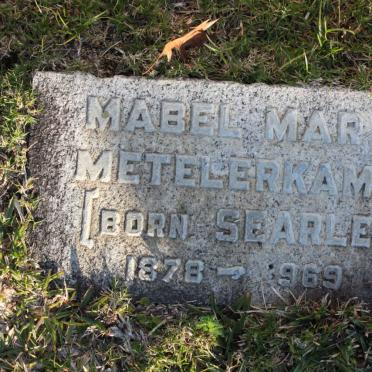 MABEL MAR
METELERKAM
[BORN SEARLE
1878 - 1969